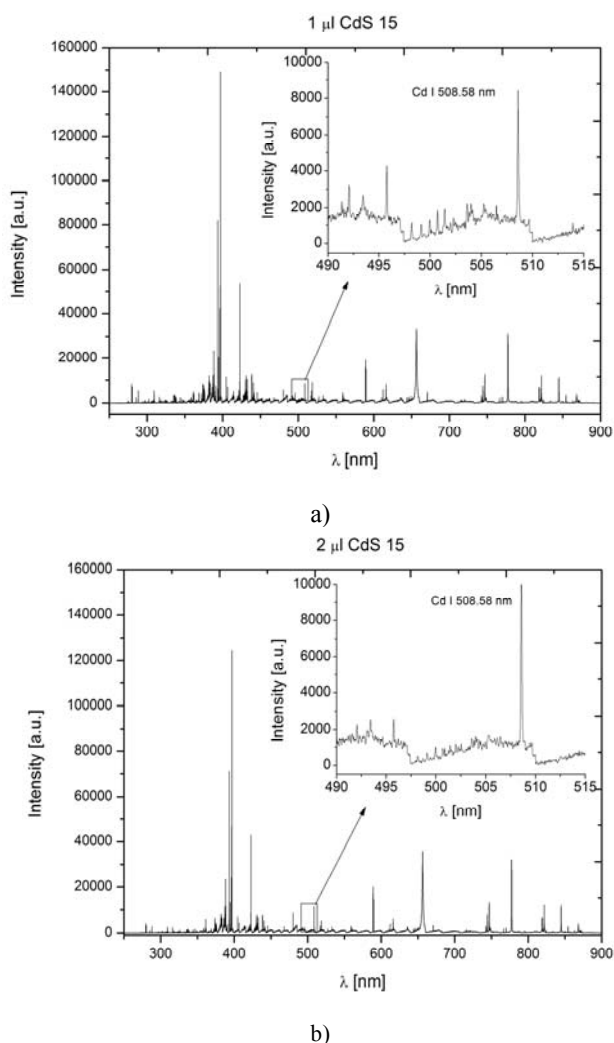 1 µl CdS 15
160000
140000
120000
100000
80000
60000
40000
20000
0
Intensity [a.u.]
300 400 500 600 700 800 900
λ [nm]
10000
8000
6000
4000
2000
0
Intensity [a.u.]
Cd I 508.58 nm
490 495 500 505 510 515
λ [nm]
a)
2 µl CdS 15
160000
140000
120000
100000
80000
60000
40000
20000
0
Intensity [a.u.]
300 400 500 600 700 800 900
λ [nm]
10000
8000
6000
4000
2000
0
Intensity [a.u.]
Cd I 508.58 nm
490 495 500 505 510 515
λ [nm]
b)